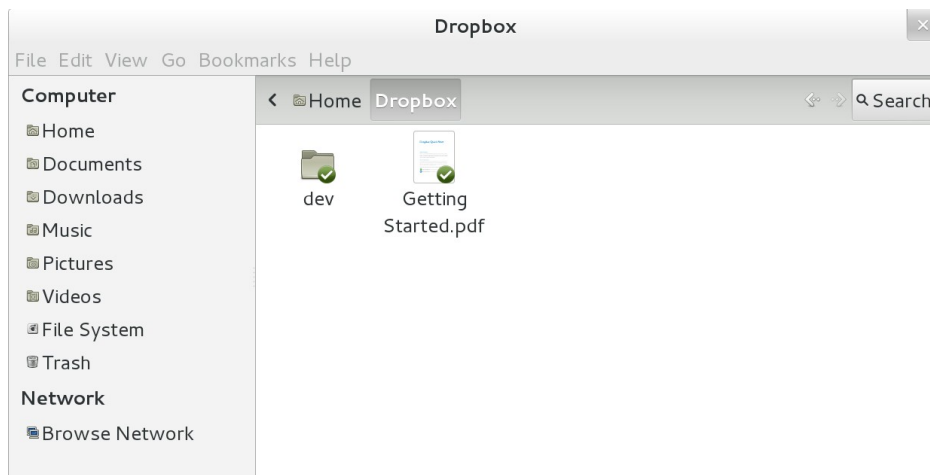 Dropbox
File Edit View Go Bookmarks Help
Computer
Home
Documents
Downloads
Music
Pictures
Videos
File System
Trash
Network
Browse Network
Home Dropbox
Search
dev
Getting
Started.pdf